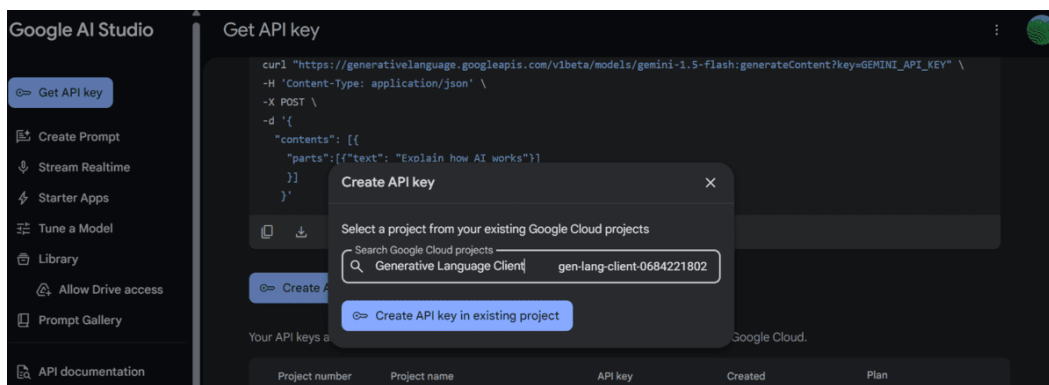 Google AI Studio
Get API key
Create Prompt
Stream Realtime
Starter Apps
Tune a Model
Library
Allow Drive access
Prompt Gallery
API documentation
Get API key
curl "https://generativelanguage.googleapis.com/v1beta/models/gemini-1.5-flash:generateContent?key=GEMINI_API_KEY" \
-H 'Content-Type: application/json' \
-X POST \
-d '{
"contents": [{
"parts":[{"text": "Explain how AI works"}]
}]
}'
Create API key
Select a project from your existing Google Cloud projects
Search Google Cloud projects
Generative Language Client gen-lang-client-0684221802
Create API key in existing project
Create A
Your API keys a
Google Cloud.
Project number Project name API key Created Plan